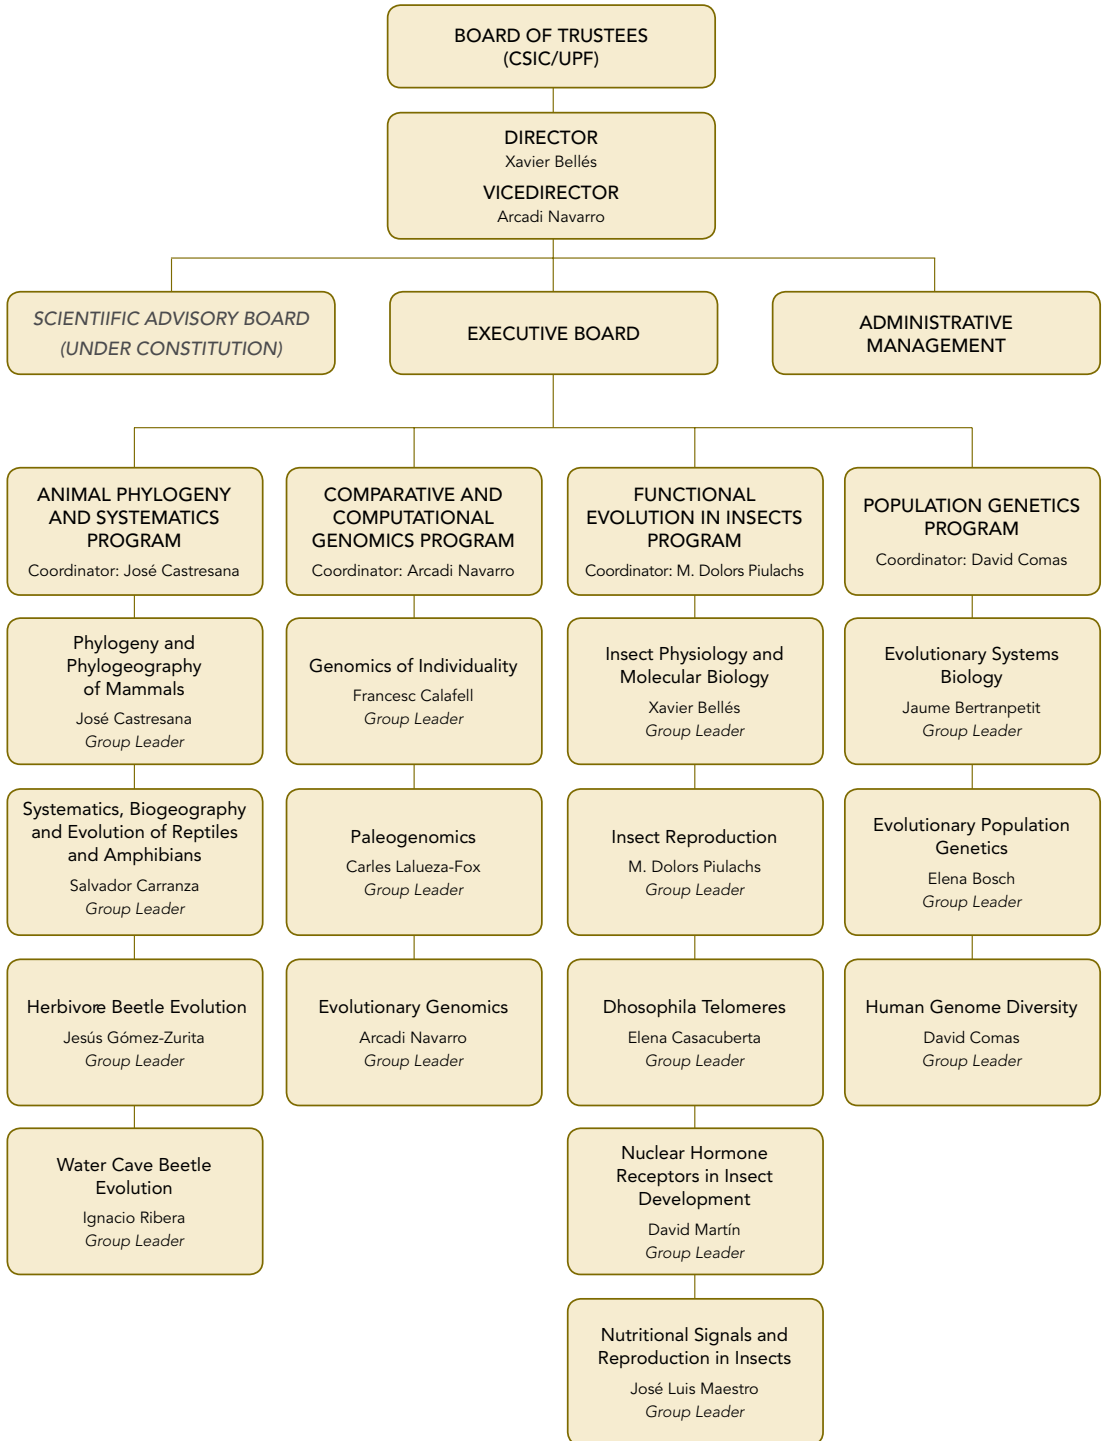 BOARD OF TRUSTEES
(CSIC/UPF)
DIRECTOR
Xavier Bellés
VICEDIRECTOR
Arcadi Navarro
SCIENTIIFIC ADVISORY BOARD
(UNDER CONSTITUTION)
EXECUTIVE BOARD
ADMINISTRATIVE
MANAGEMENT
ANIMAL PHYLOGENY
AND SYSTEMATICS
PROGRAM
Coordinator: José Castresana
COMPARATIVE AND
COMPUTATIONAL
GENOMICS PROGRAM
Coordinator: Arcadi Navarro
FUNCTIONAL
EVOLUTION IN INSECTS
PROGRAM
Coordinator: M. Dolors Piulachs
POPULATION GENETICS
PROGRAM
Coordinator: David Comas
Phylogeny and
Phylogeography
of Mammals
José Castresana
Group Leader
Genomics of Individuality
Francesc Calafell
Group Leader
Insect Physiology and
Molecular Biology
Xavier Bellés
Group Leader
Evolutionary Systems
Biology
Jaume Bertranpetit
Group Leader
Systematics, Biogeography
and Evolution of Reptiles
and Amphibians
Salvador Carranza
Group Leader
Paleogenomics
Carles Lalueza-Fox
Group Leader
Insect Reproduction
M. Dolors Piulachs
Group Leader
Evolutionary Population
Genetics
Elena Bosch
Group Leader
Herbivore Beetle Evolution
Jesús Gómez-Zurita
Group Leader
Evolutionary Genomics
Arcadi Navarro
Group Leader
Dhosophila Telomeres
Elena Casacuberta
Group Leader
Human Genome Diversity
David Comas
Group Leader
Water Cave Beetle
Evolution
Ignacio Ribera
Group Leader
Nuclear Hormone
Receptors in Insect
Development
David Martín
Group Leader
Nutritional Signals and
Reproduction in Insects
José Luis Maestro
Group Leader